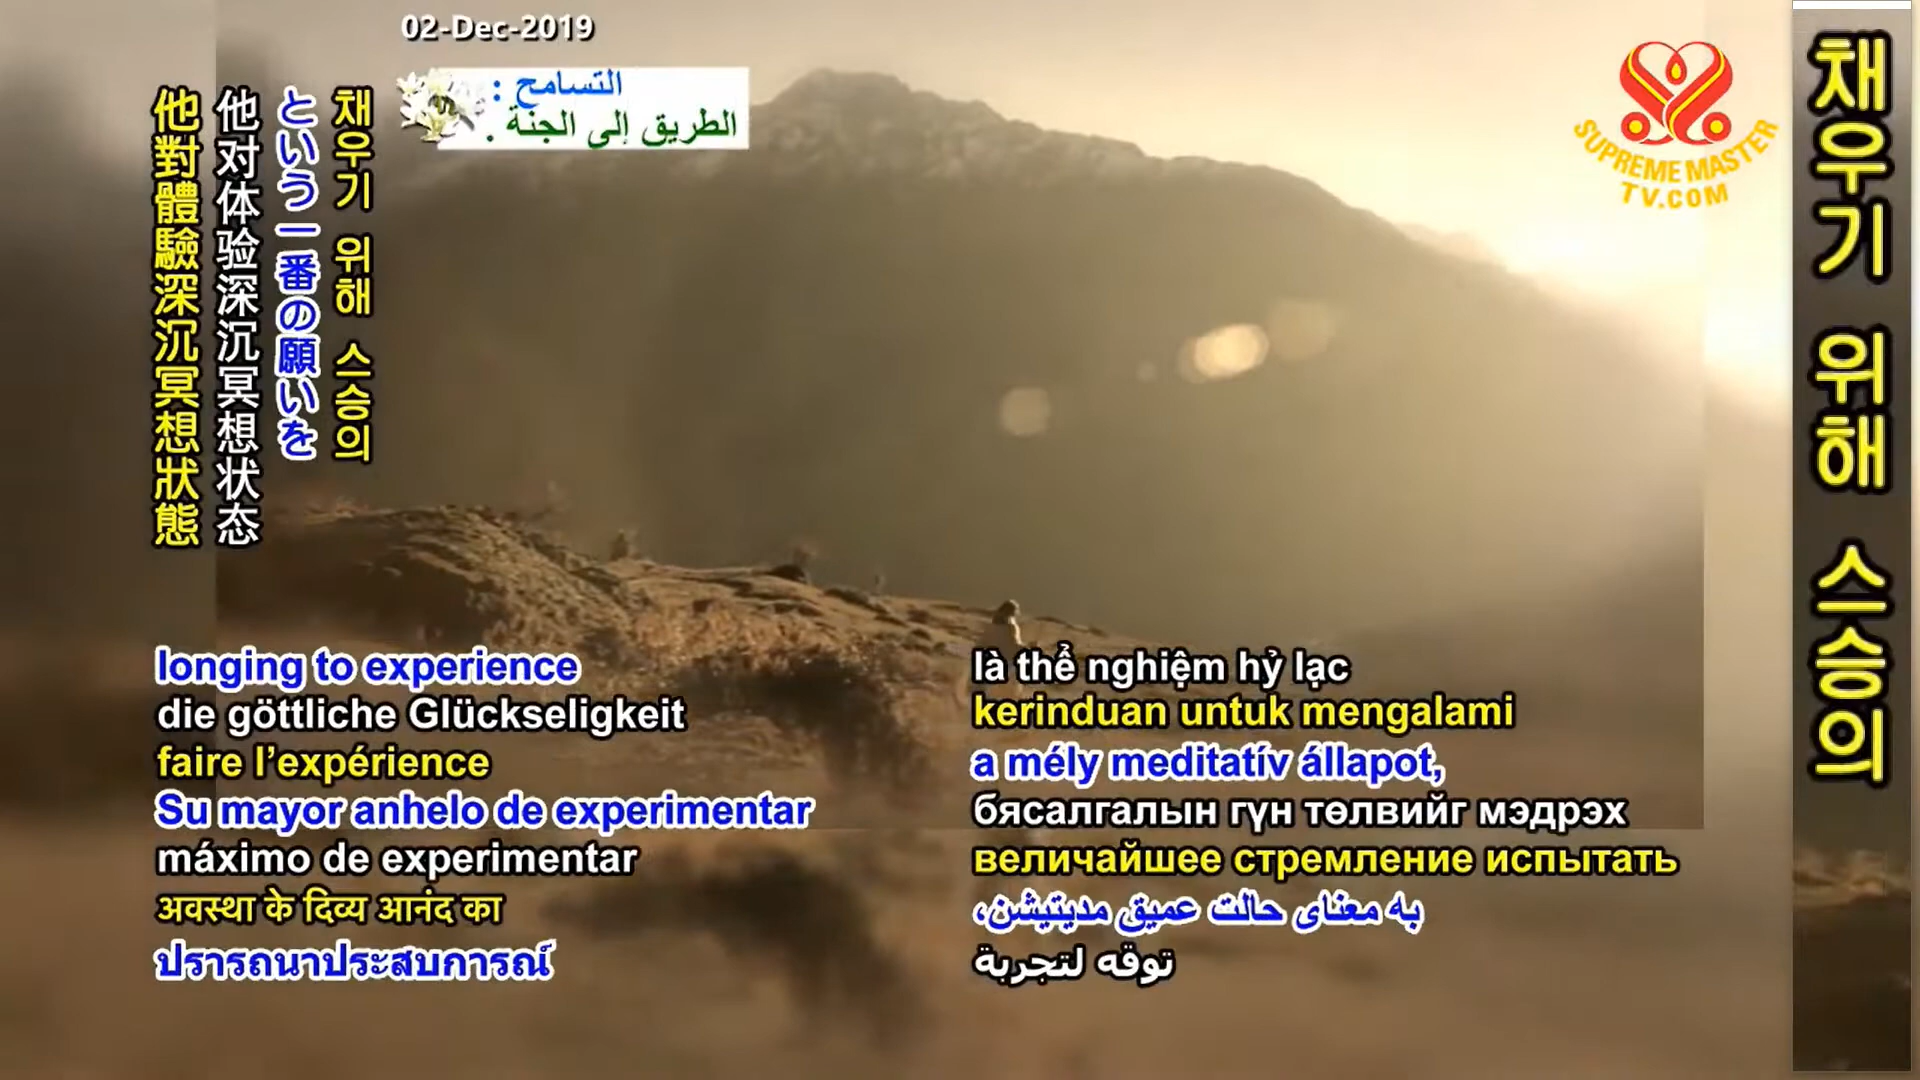 02-Dec-2019
التسامح :
الطريق إلى الجنة .
SUPREME MASTER
TV.COM
채우기 위해 스승의
という一番の願いを
他对体验深沉冥想状态
他對體驗深沉冥想狀態
채우기 위해 스승의
longing to experience
die göttliche Glückseligkeit
faire l’expérience
Su mayor anhelo de experimentar
máximo de experimentar
अवस्था के दिव्य आनंद का
ปรารถนาประสบการณ์
là thể nghiệm hỷ lạc
kerinduan untuk mengalami
a mély meditatív állapot,
бясалгалын гүн төлвийг мэдрэх
величайшее стремление испытать
به معنای حالت عمیق مدیتیشن،
توقه لتجربة